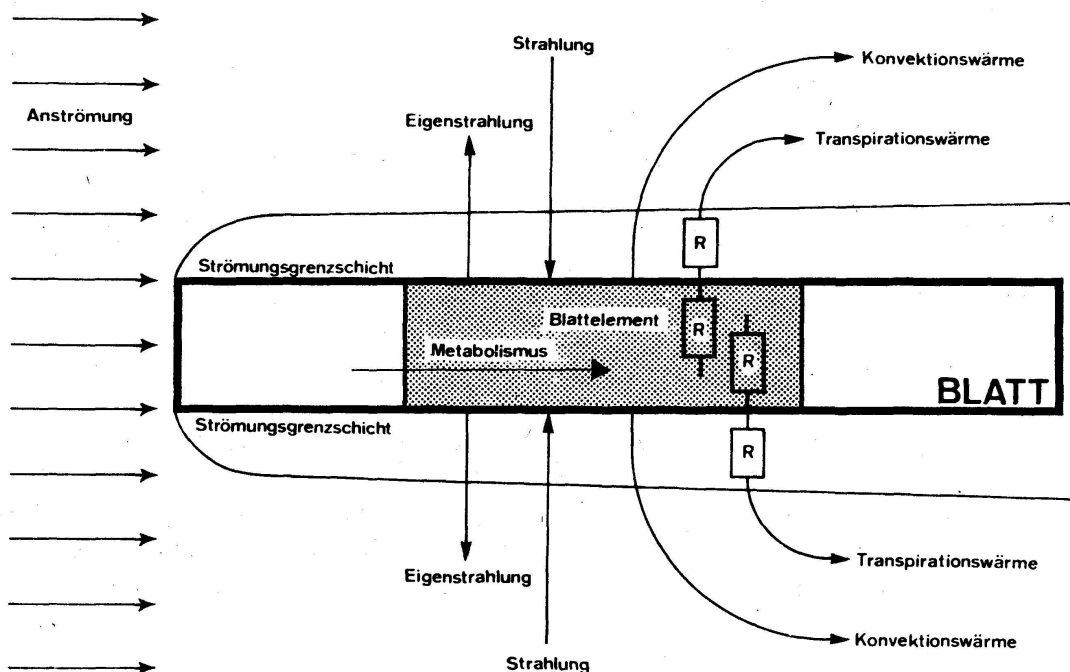 Strahlung
Konvektionswärme
Anströmung
Eigenstrahlung
Transpirationswärme
R
Strömungsgrenzschicht
Blattelement
R
Metabolismus
R
BLATT
Strömungsgrenzschicht
R
Transpirationswärme
Eigenstrahlung
Konvektionswärme
Strahlung